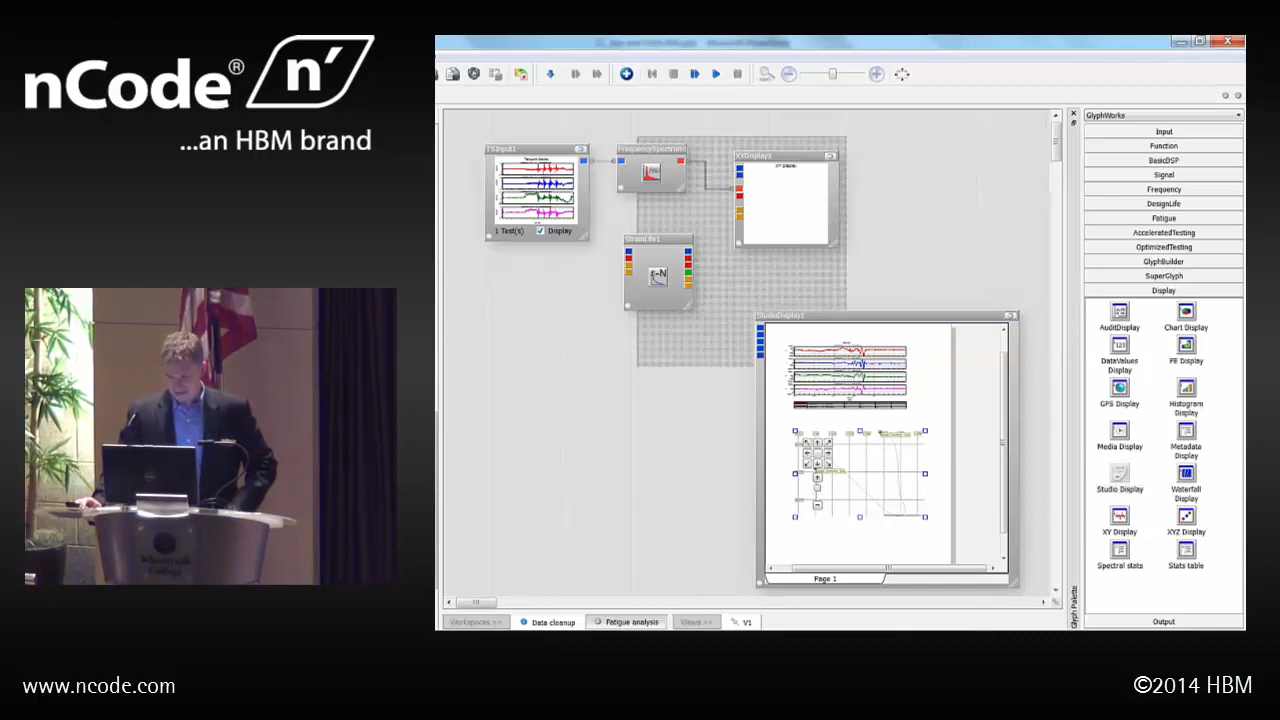 nCode® n'
...an HBM brand
TSInput1
1 Test(s) Display
FrequencySpectrum1
XYDisplay1
StrainLife1
ε-N
StudioDisplay1
Page 1
GlyphWorks
Input
Function
BasicDSP
Signal
Frequency
DesignLife
Fatigue
AcceleratedTesting
OptimizedTesting
GlyphBuilder
SuperGlyph
Display
AuditDisplay
Chart Display
DataValues Display
FE Display
GPS Display
Histogram Display
Media Display
Metadata Display
Studio Display
Waterfall Display
XY Display
XYZ Display
Spectral stats
Stats table
Output
Glyph Palette
Workspaces >>
Data cleanup
Fatigue analysis
Views >>
V1
www.ncode.com
©2014 HBM